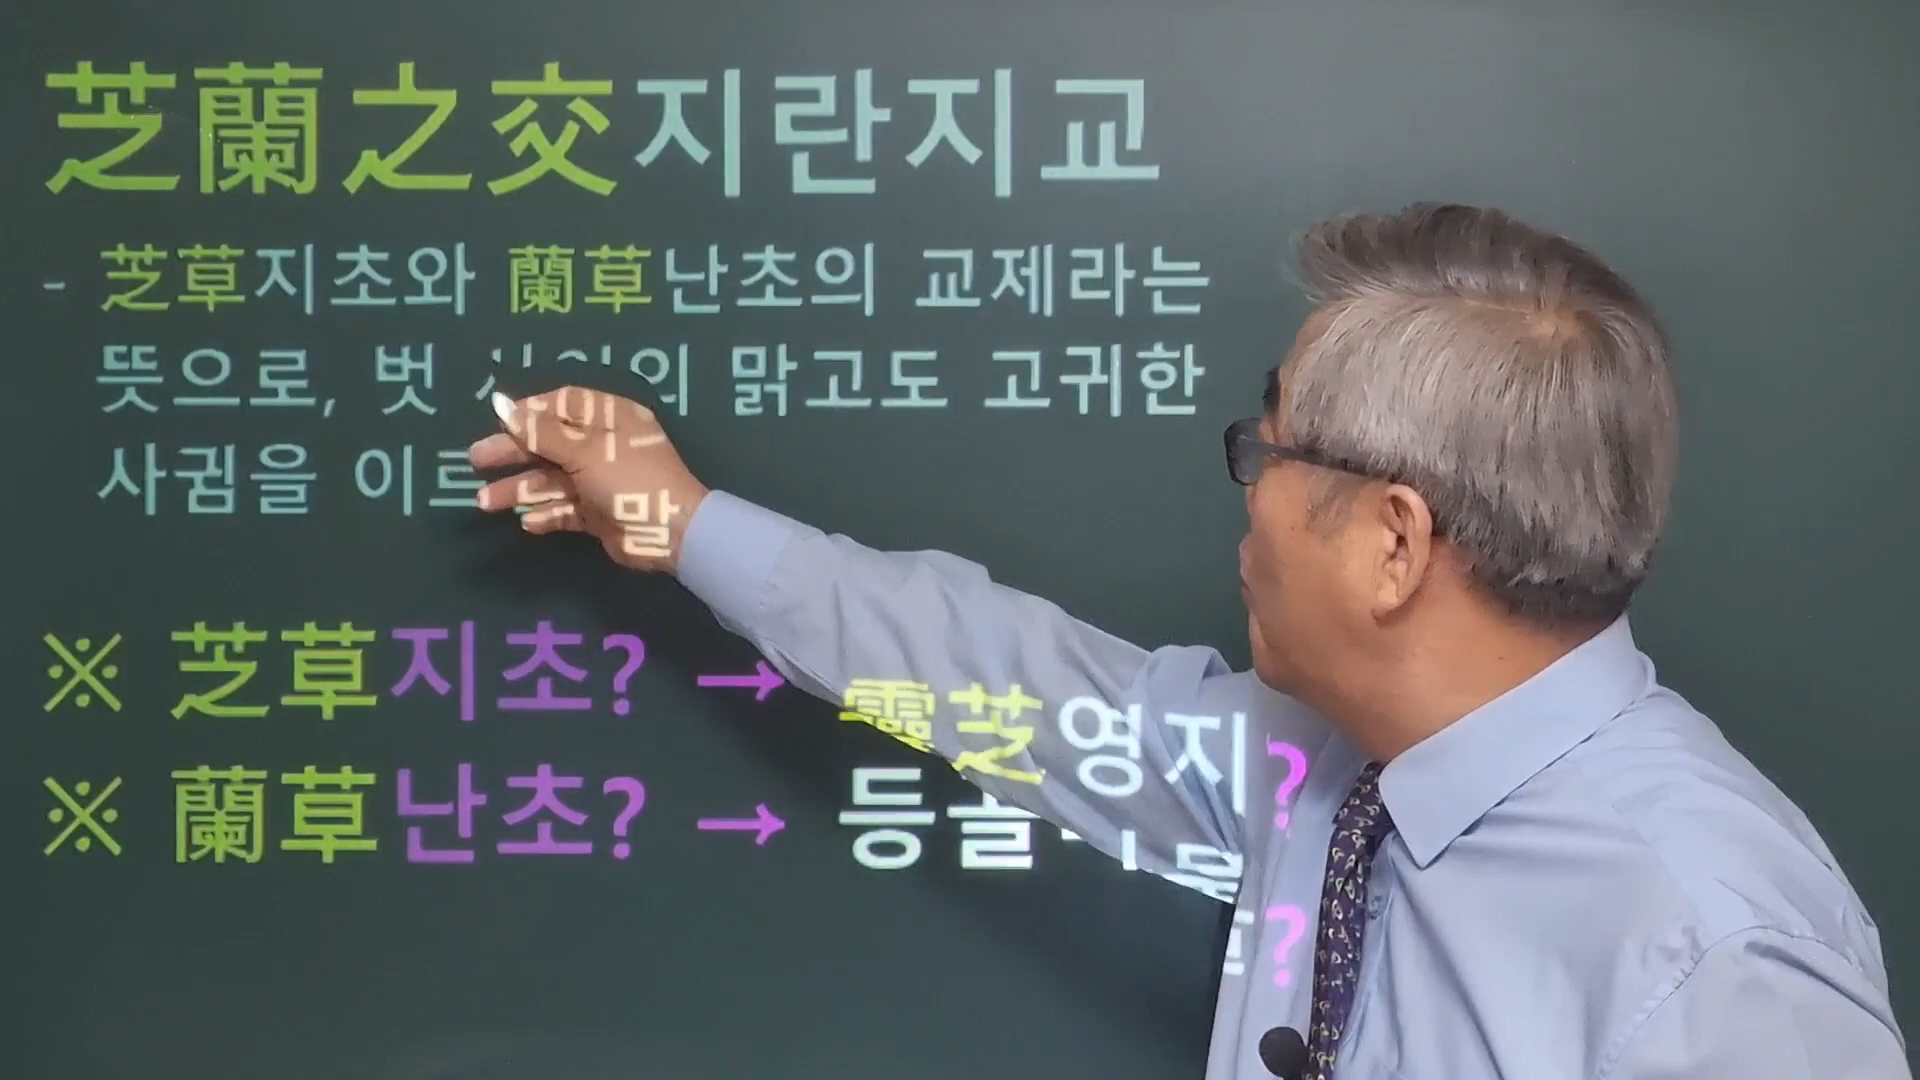 芝蘭之交지란지교
- 芝草지초와 蘭草난초의 교제라는
뜻으로, 벗 사이의 맑고도 고귀한
사귐을 이르는 말
※ 芝草지초? → 靈芝영지?
※ 蘭草난초? →